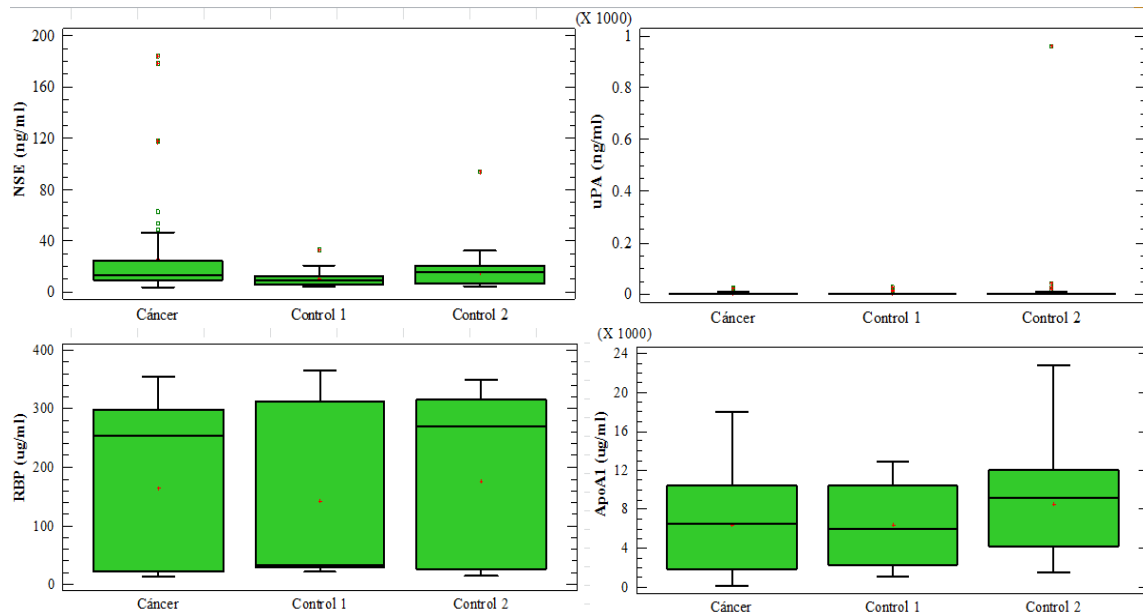 (X 1000)
200
160
120
80
40
0
NSE (ng/ml)
Cáncer
Control 1
Control 2
1
0.8
0.6
0.4
0.2
0
uPA (ng/ml)
Cáncer
Control 1
Control 2
400
300
200
100
0
RBP (ug/ml)
Cáncer
Control 1
Control 2
(X 1000)
24
20
16
12
8
4
0
ApoA1 (ug/ml)
Cáncer
Control 1
Control 2